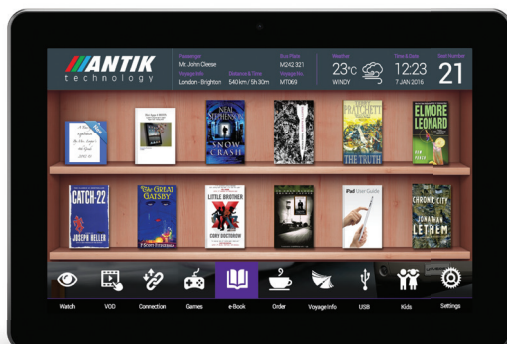 ANTIK
technology
Passenger
Mr. John Cleese
Voyage Info
London - Brighton
Distance & Time
540 km / 5h 30m
Bus Plate
M242 321
Voyage No.
MT069
Weather
23°C
WINDY
Time & Date
12:23
7 JAN 2016
Seat Number
21
NEAL
STEPHENSON
SNOW
CRASH
PRATCHETT
THE TRUTH
ELMORE
LEONARD
CATCH-22
JOSEPH HELLER
The GREAT
GATSBY
F·SCOTT·FITZGERALD
LITTLE BROTHER
X
CORY DOCTOROW
iPad User Guide
CHRONIC CITY
JONATHAN
LETHEM
Watch
VOD
Connection
Games
e-Book
Order
Voyage Info
USB
Kids
Settings